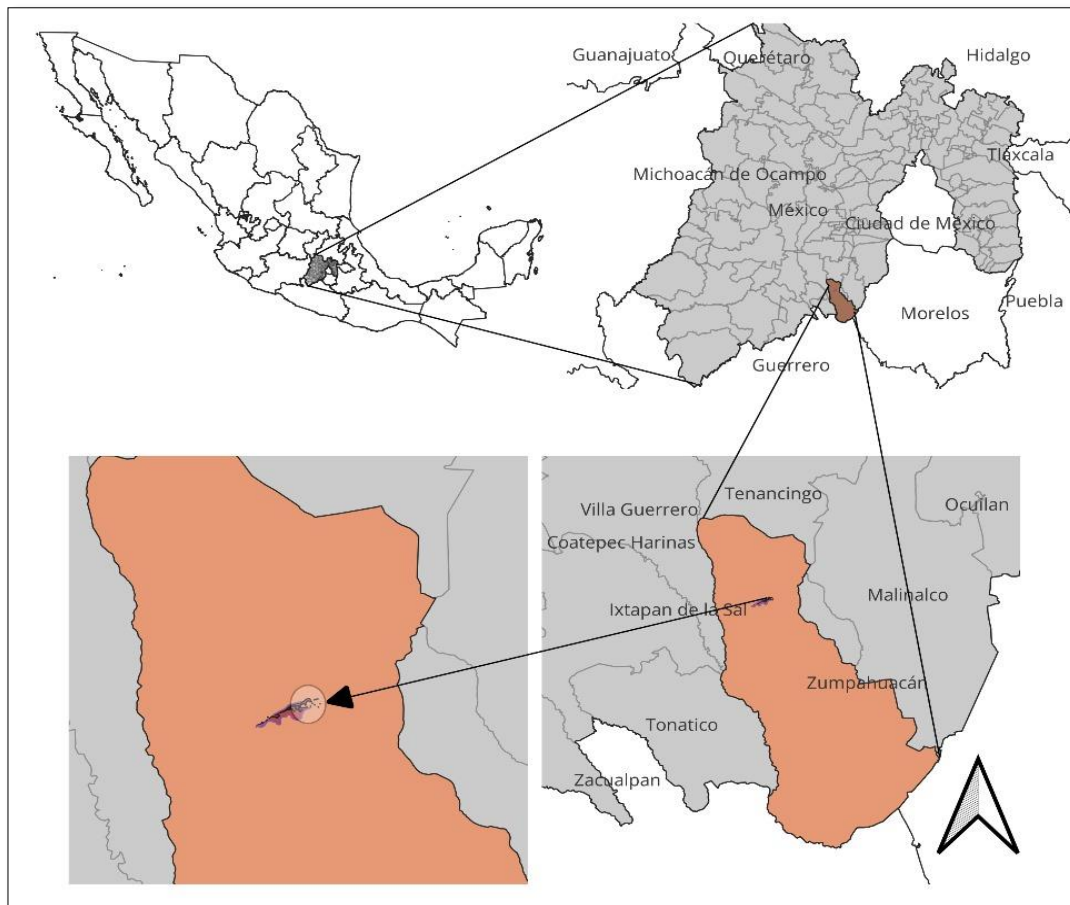 Guanajuato
Querétaro
Hidalgo
Tláxcala
Michoacán de Ocampo
México
Ciudad de México
Puebla
Morelos
Guerrero
Tenancingo
Ocuilan
Villa Guerrero
Coatepec Harinas
Malinalco
Ixtapan de la Sal
Zumpahuacán
Tonatico
Zacualpan